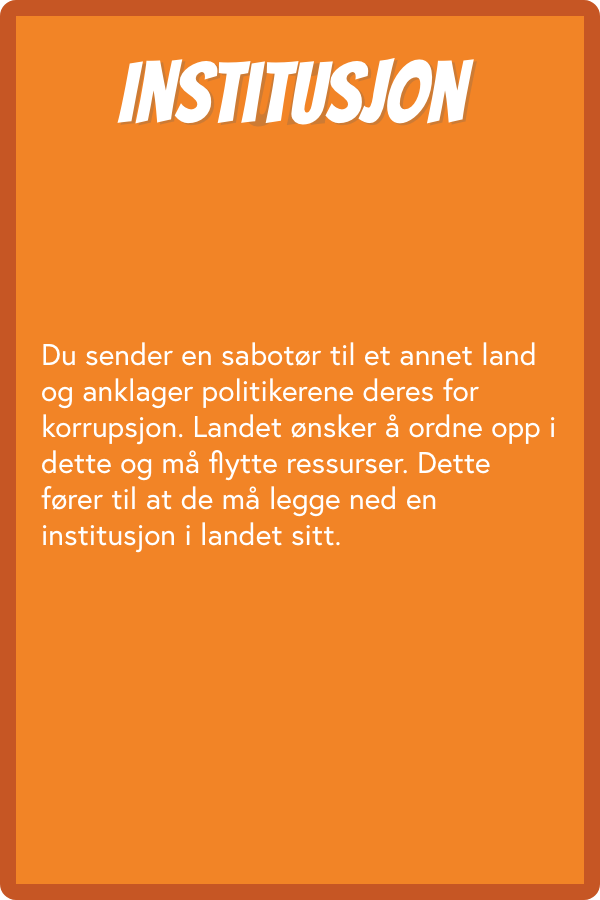 INSTITUSJON
Du sender en sabotør til et annet land
og anklager politikerene deres for
korrupsjon. Landet ønsker å ordne opp i
dette og må flytte ressurser. Dette
fører til at de må legge ned en
institusjon i landet sitt.